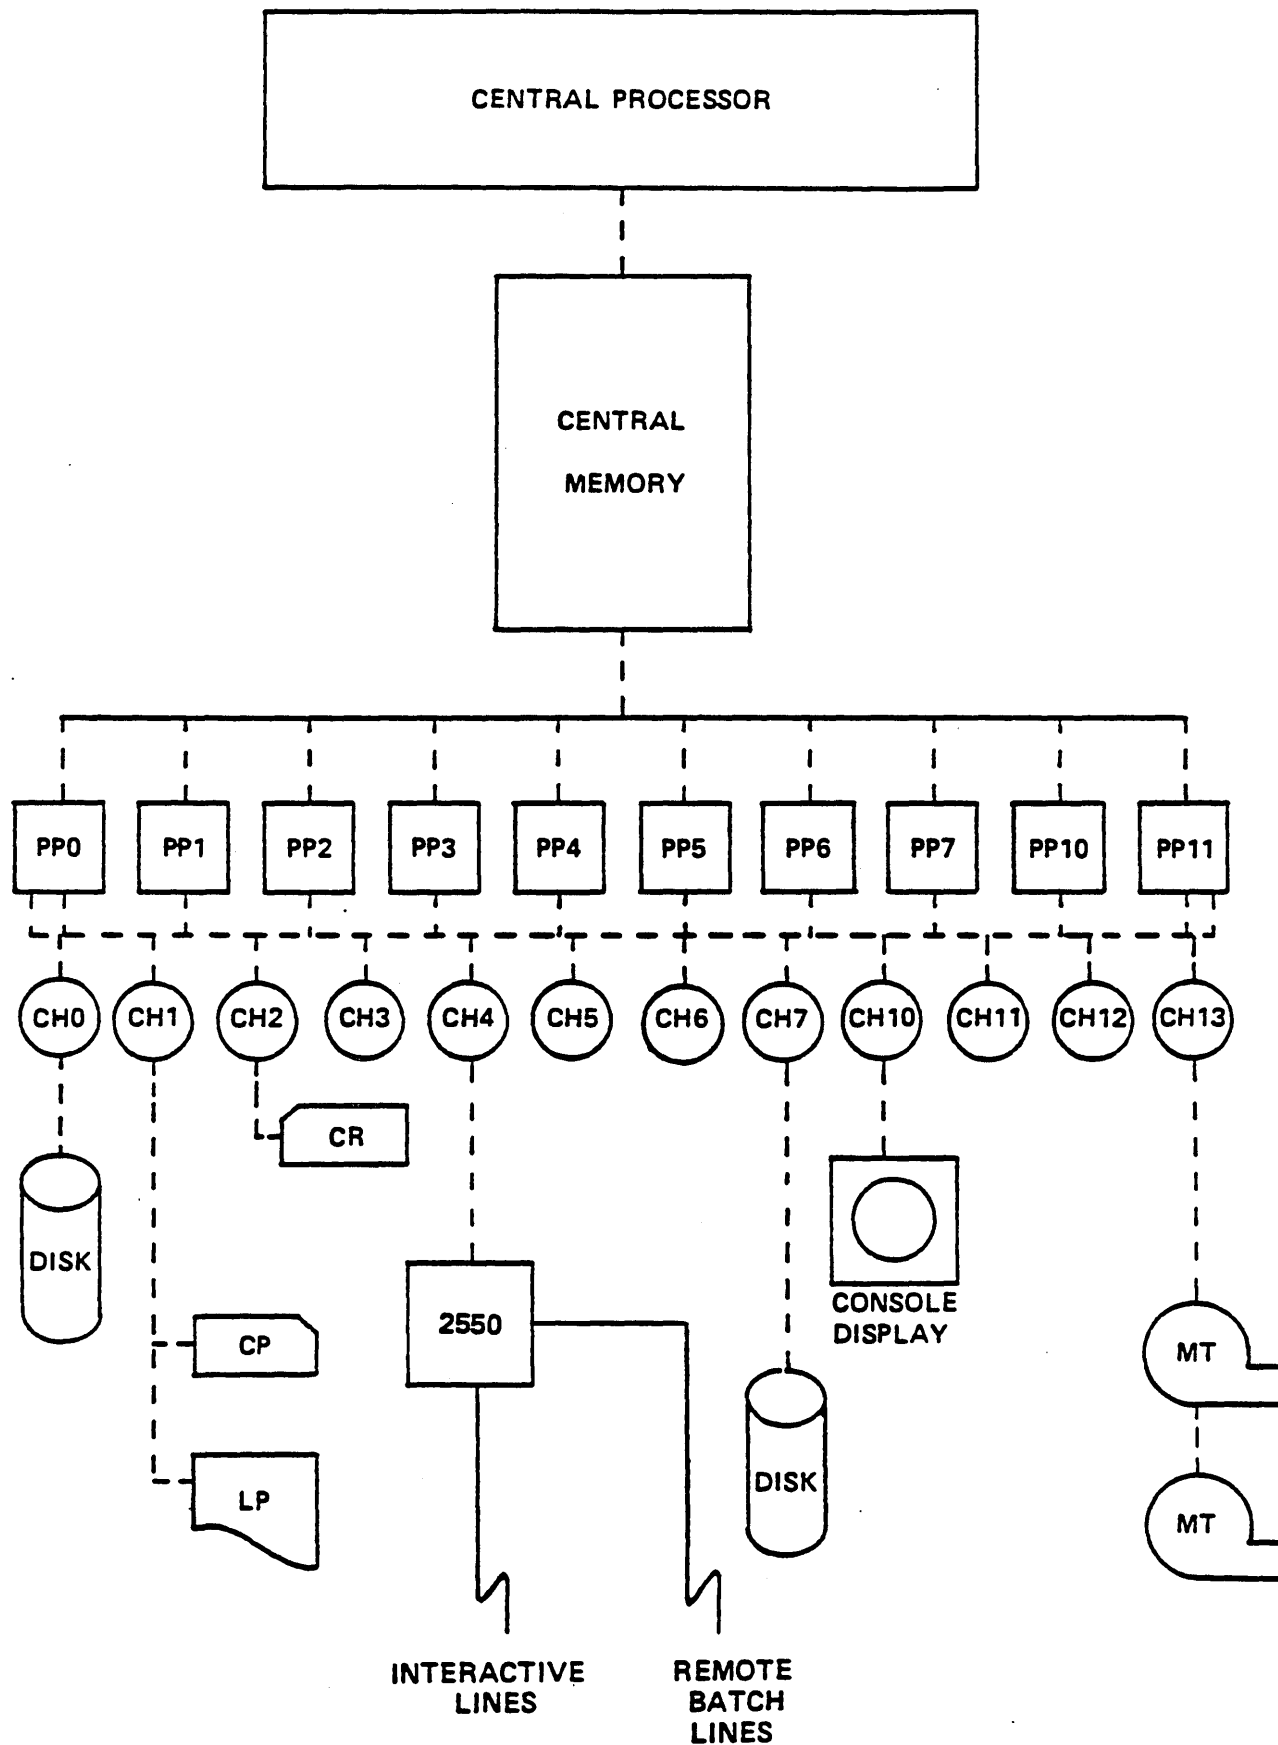 CENTRAL PROCESSOR
CENTRAL
MEMORY
PP0 PP1 PP2 PP3 PP4 PP5 PP6 PP7 PP10 PP11
CH0 CH1 CH2 CH3 CH4 CH5 CH6 CH7 CH10 CH11 CH12 CH13
CR
DISK
2550
CONSOLE
DISPLAY
CP
MT
LP
DISK
MT
INTERACTIVE
LINES
REMOTE
BATCH
LINES